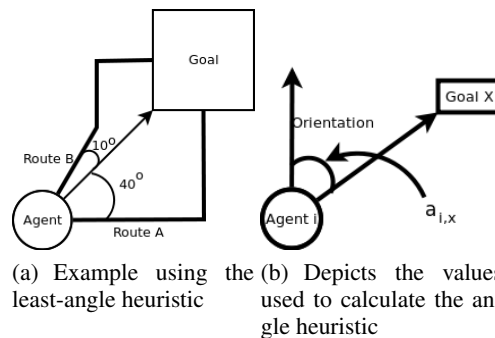 Goal
10°
Route B
40°
Agent
Route A
Goal X
Orientation
Agent i
a i,x
(a) Example using the
least-angle heuristic
(b) Depicts the values
used to calculate the an-
gle heuristic